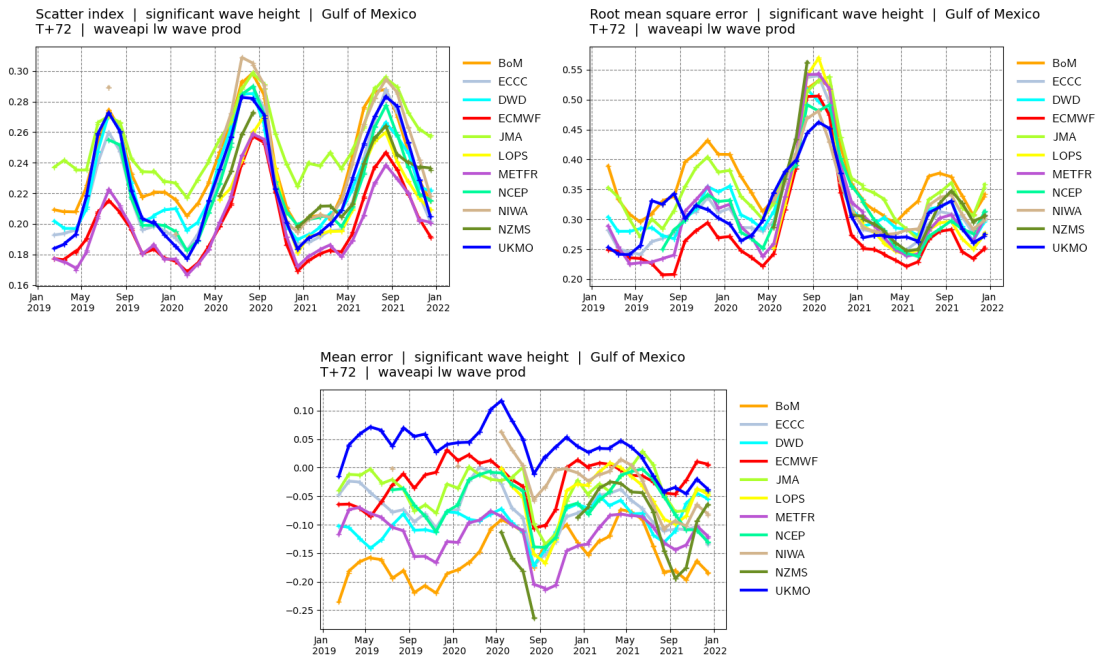 Scatter index | significant wave height | Gulf of Mexico
T+72 | waveapi lw wave prod
0.30
0.28
0.26
0.24
0.22
0.20
0.18
0.16
Jan 2019
May 2019
Sep 2019
Jan 2020
May 2020
Sep 2020
Jan 2021
May 2021
Sep 2021
Jan 2022
BoM
ECCC
DWD
ECMWF
JMA
LOPS
METFR
NCEP
NIWA
NZMS
UKMO
Root mean square error | significant wave height | Gulf of Mexico
T+72 | waveapi lw wave prod
0.55
0.50
0.45
0.40
0.35
0.30
0.25
0.20
Jan 2019
May 2019
Sep 2019
Jan 2020
May 2020
Sep 2020
Jan 2021
May 2021
Sep 2021
Jan 2022
BoM
ECCC
DWD
ECMWF
JMA
LOPS
METFR
NCEP
NIWA
NZMS
UKMO
Mean error | significant wave height | Gulf of Mexico
T+72 | waveapi lw wave prod
0.10
0.05
0.00
−0.05
−0.10
−0.15
−0.20
−0.25
Jan 2019
May 2019
Sep 2019
Jan 2020
May 2020
Sep 2020
Jan 2021
May 2021
Sep 2021
Jan 2022
BoM
ECCC
DWD
ECMWF
JMA
LOPS
METFR
NCEP
NIWA
NZMS
UKMO